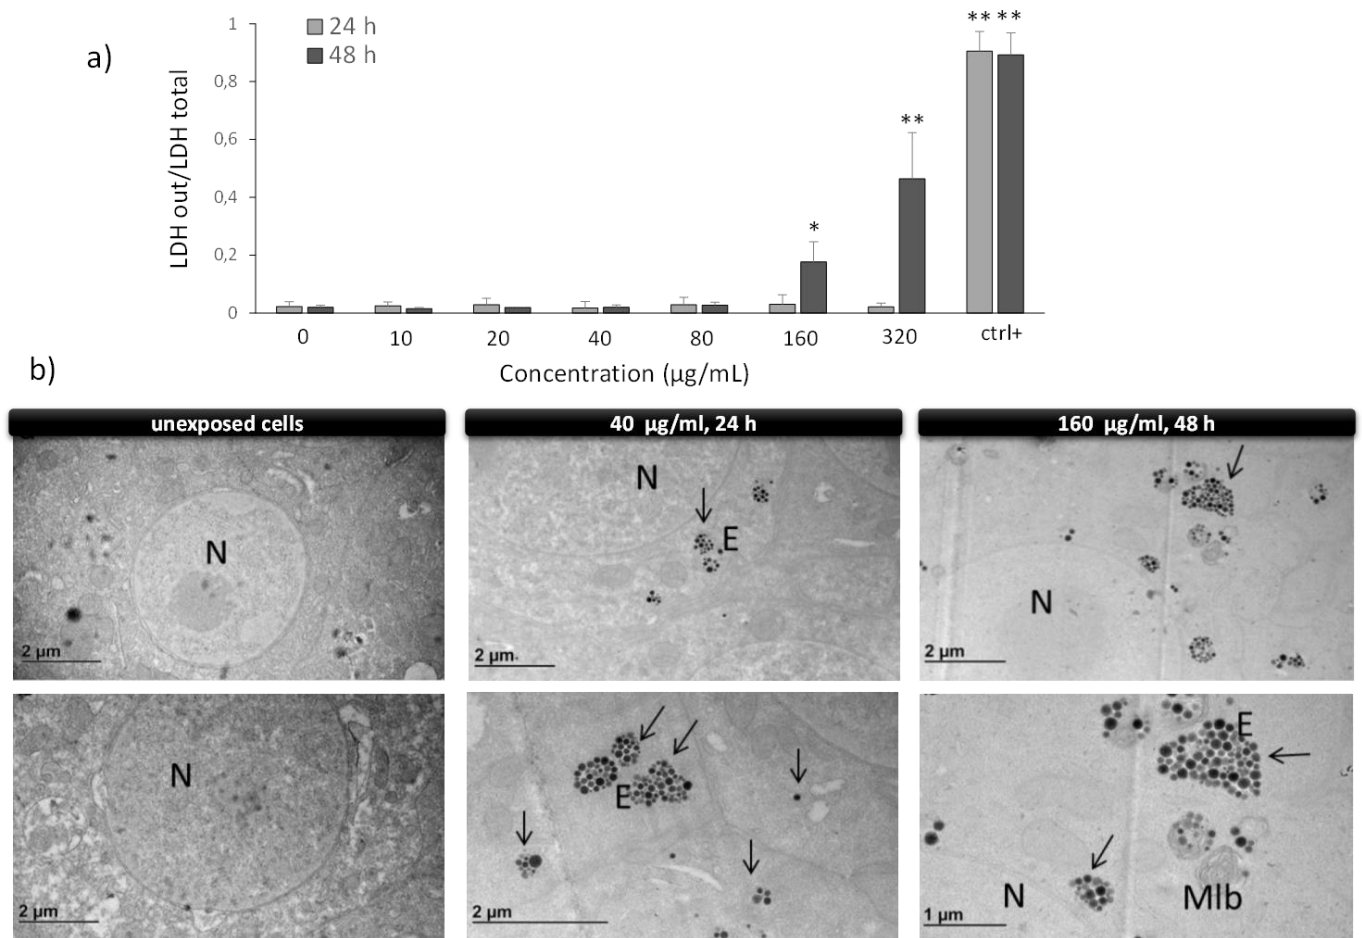 a)
LDH out/LDH total
1
0,8
0,6
0,4
0,2
0
24 h
48 h
*
**
** **
0 10 20 40 80 160 320 ctrl+
Concentration (µg/mL)
b)
unexposed cells
40 µg/ml, 24 h
160 µg/ml, 48 h
N
2 µm
N
E
2 µm
N
2 µm
N
2 µm
E
2 µm
E
N
Mlb
1 µm